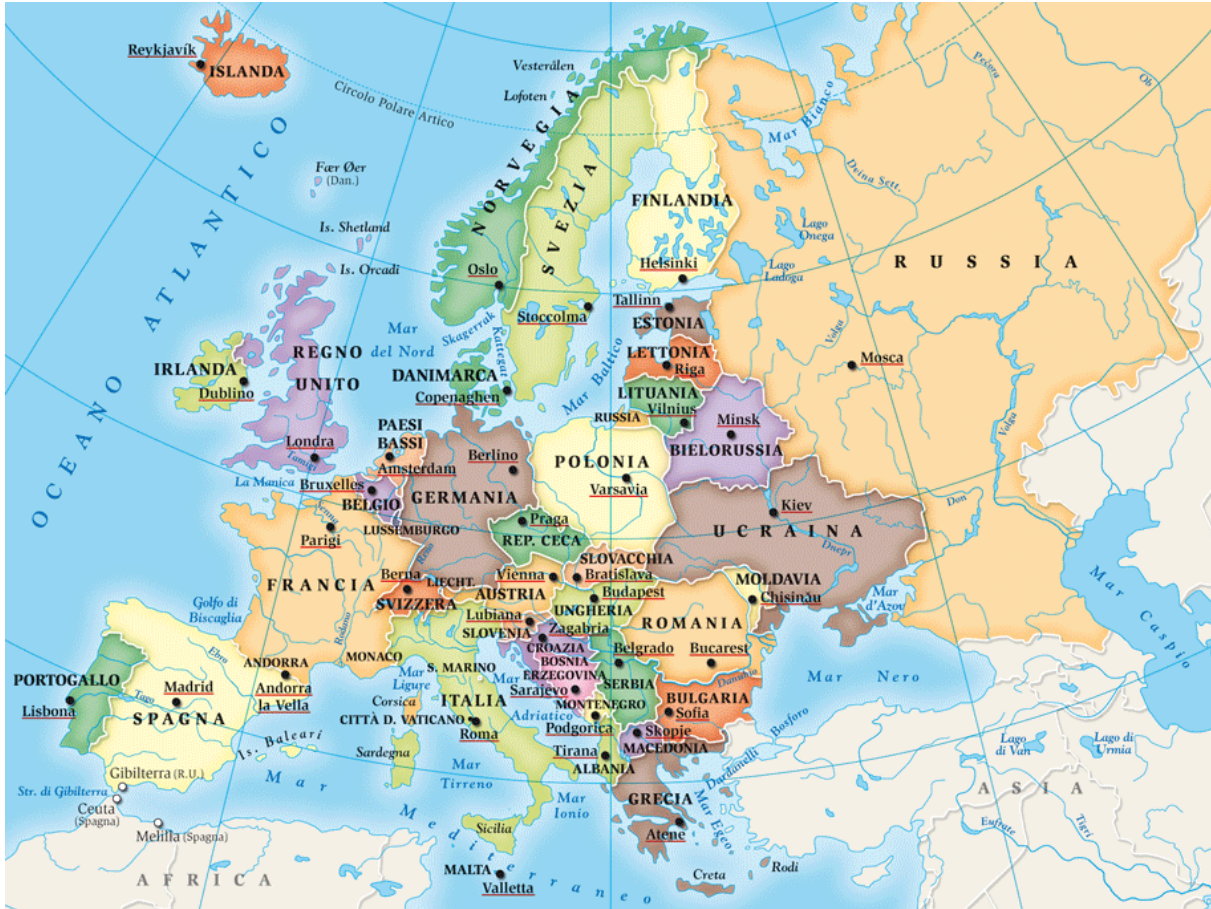 Reykjavík
ISLANDA
Circolo Polare Artico
OCEANO ATLANTICO
Vesterålen
Lofoten
Fær Øer
(Dan.)
Is. Shetland
Is. Orcadi
NORVEGIA
SVEZIA
FINLANDIA
Mar Bianco
Pečora
Ob
Dvina Sett.
Lago
Onega
Lago
Ladoga
RUSSIA
Oslo
Helsinki
Stoccolma
Tallinn
ESTONIA
Mar
del Nord
Skagerrak
Kattegat
Mar Baltico
LETTONIA
Riga
Volga
Mosca
IRLANDA
Dublino
REGNO
UNITO
DANIMARCA
Copenaghen
LITUANIA
Vilnius
RUSSIA
Minsk
BIELORUSSIA
Volga
Londra
Tamigi
La Manica
PAESI
BASSI
Amsterdam
Berlino
GERMANIA
POLONIA
Varsavia
Bruxelles
BELGIO
LUSSEMBURGO
Praga
REP. CECA
Kiev
UCRAINA
Don
Dnepr
Senna
Parigi
FRANCIA
Reno
Berna
LIECHT.
SVIZZERA
Vienna
AUSTRIA
SLOVACCHIA
Bratislava
Budapest
UNGHERIA
MOLDAVIA
Chisinău
Mar
d'Azov
Mar Caspio
Golfo di
Biscaglia
Rodano
Lubiana
SLOVENIA
Zagabria
CROAZIA
BOSNIA
ERZEGOVINA
Sarajevo
ROMANIA
Bucarest
Belgrado
SERBIA
Danubio
Mar Nero
PORTOGALLO
Lisbona
Ebro
Tago
Madrid
SPAGNA
ANDORRA
Andorra
la Vella
MONACO
S. MARINO
Mar
Ligure
Corsica
ITALIA
Mar
Adriatico
CITTÀ D. VATICANO
Roma
MONTENEGRO
Podgorica
BULGARIA
Sofia
Skopje
MACEDONIA
Tirana
ALBANIA
Bosforo
Dardanelli
Is. Baleari
Sardegna
Mar
Tirreno
Mar
Ionio
GRECIA
Atene
Mar Egeo
Lago
di Van
Lago di
Urmia
ASIA
Eufrate
Tigri
Gibilterra (R.U.)
Str. di Gibilterra
Ceuta
(Spagna)
Melilla (Spagna)
Mar Mediterraneo
Sicilia
MALTA
Valletta
Creta
Rodi
AFRICA